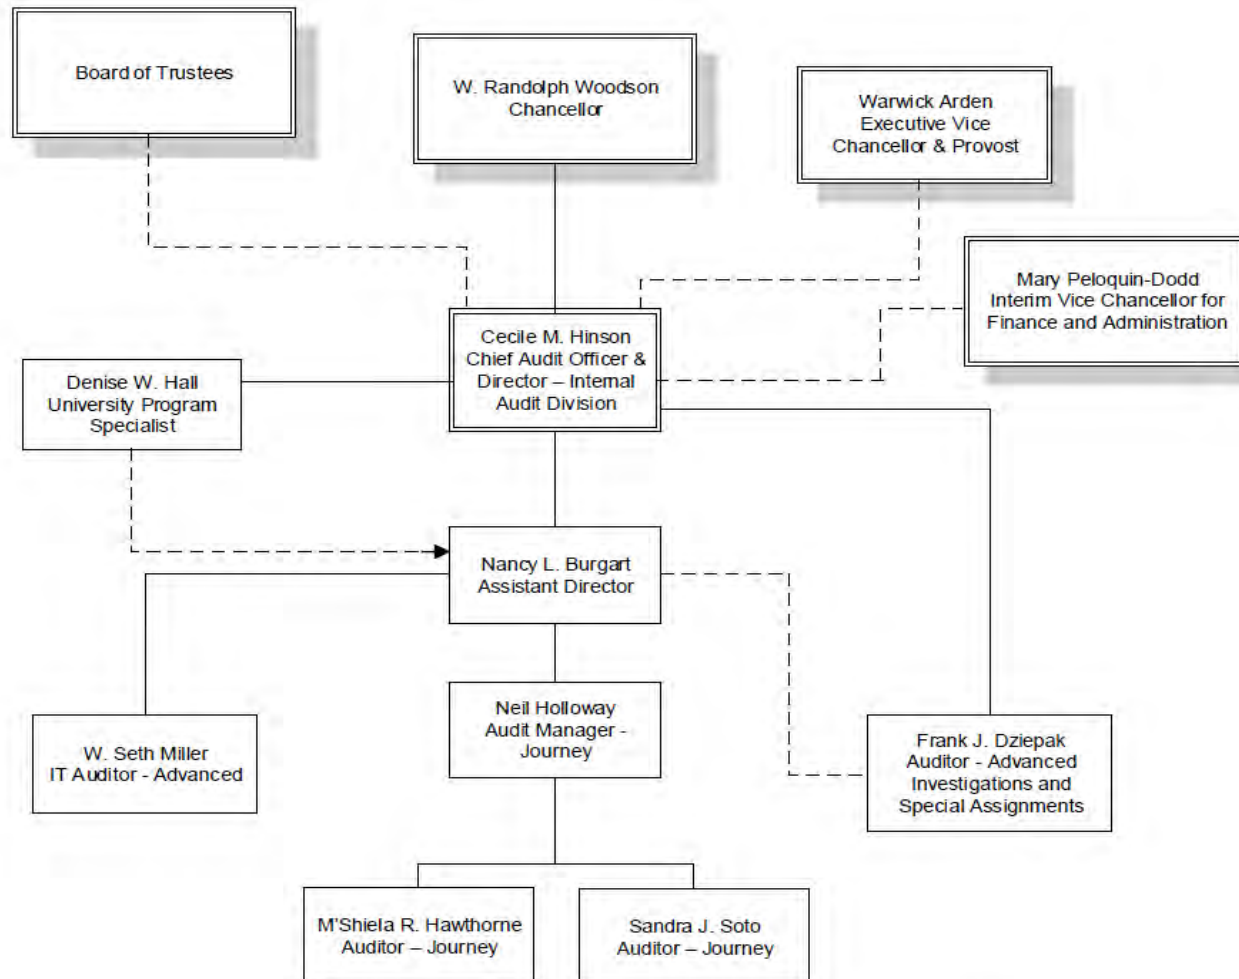 Board of Trustees
W. Randolph Woodson
Chancellor
Warwick Arden
Executive Vice
Chancellor & Provost
Mary Peloquin-Dodd
Interim Vice Chancellor for
Finance and Administration
Cecile M. Hinson
Chief Audit Officer &
Director – Internal
Audit Division
Denise W. Hall
University Program
Specialist
Nancy L. Burgart
Assistant Director
Neil Holloway
Audit Manager -
Journey
W. Seth Miller
IT Auditor - Advanced
Frank J. Dziepak
Auditor - Advanced
Investigations and
Special Assignments
M'Shiela R. Hawthorne
Auditor – Journey
Sandra J. Soto
Auditor – Journey